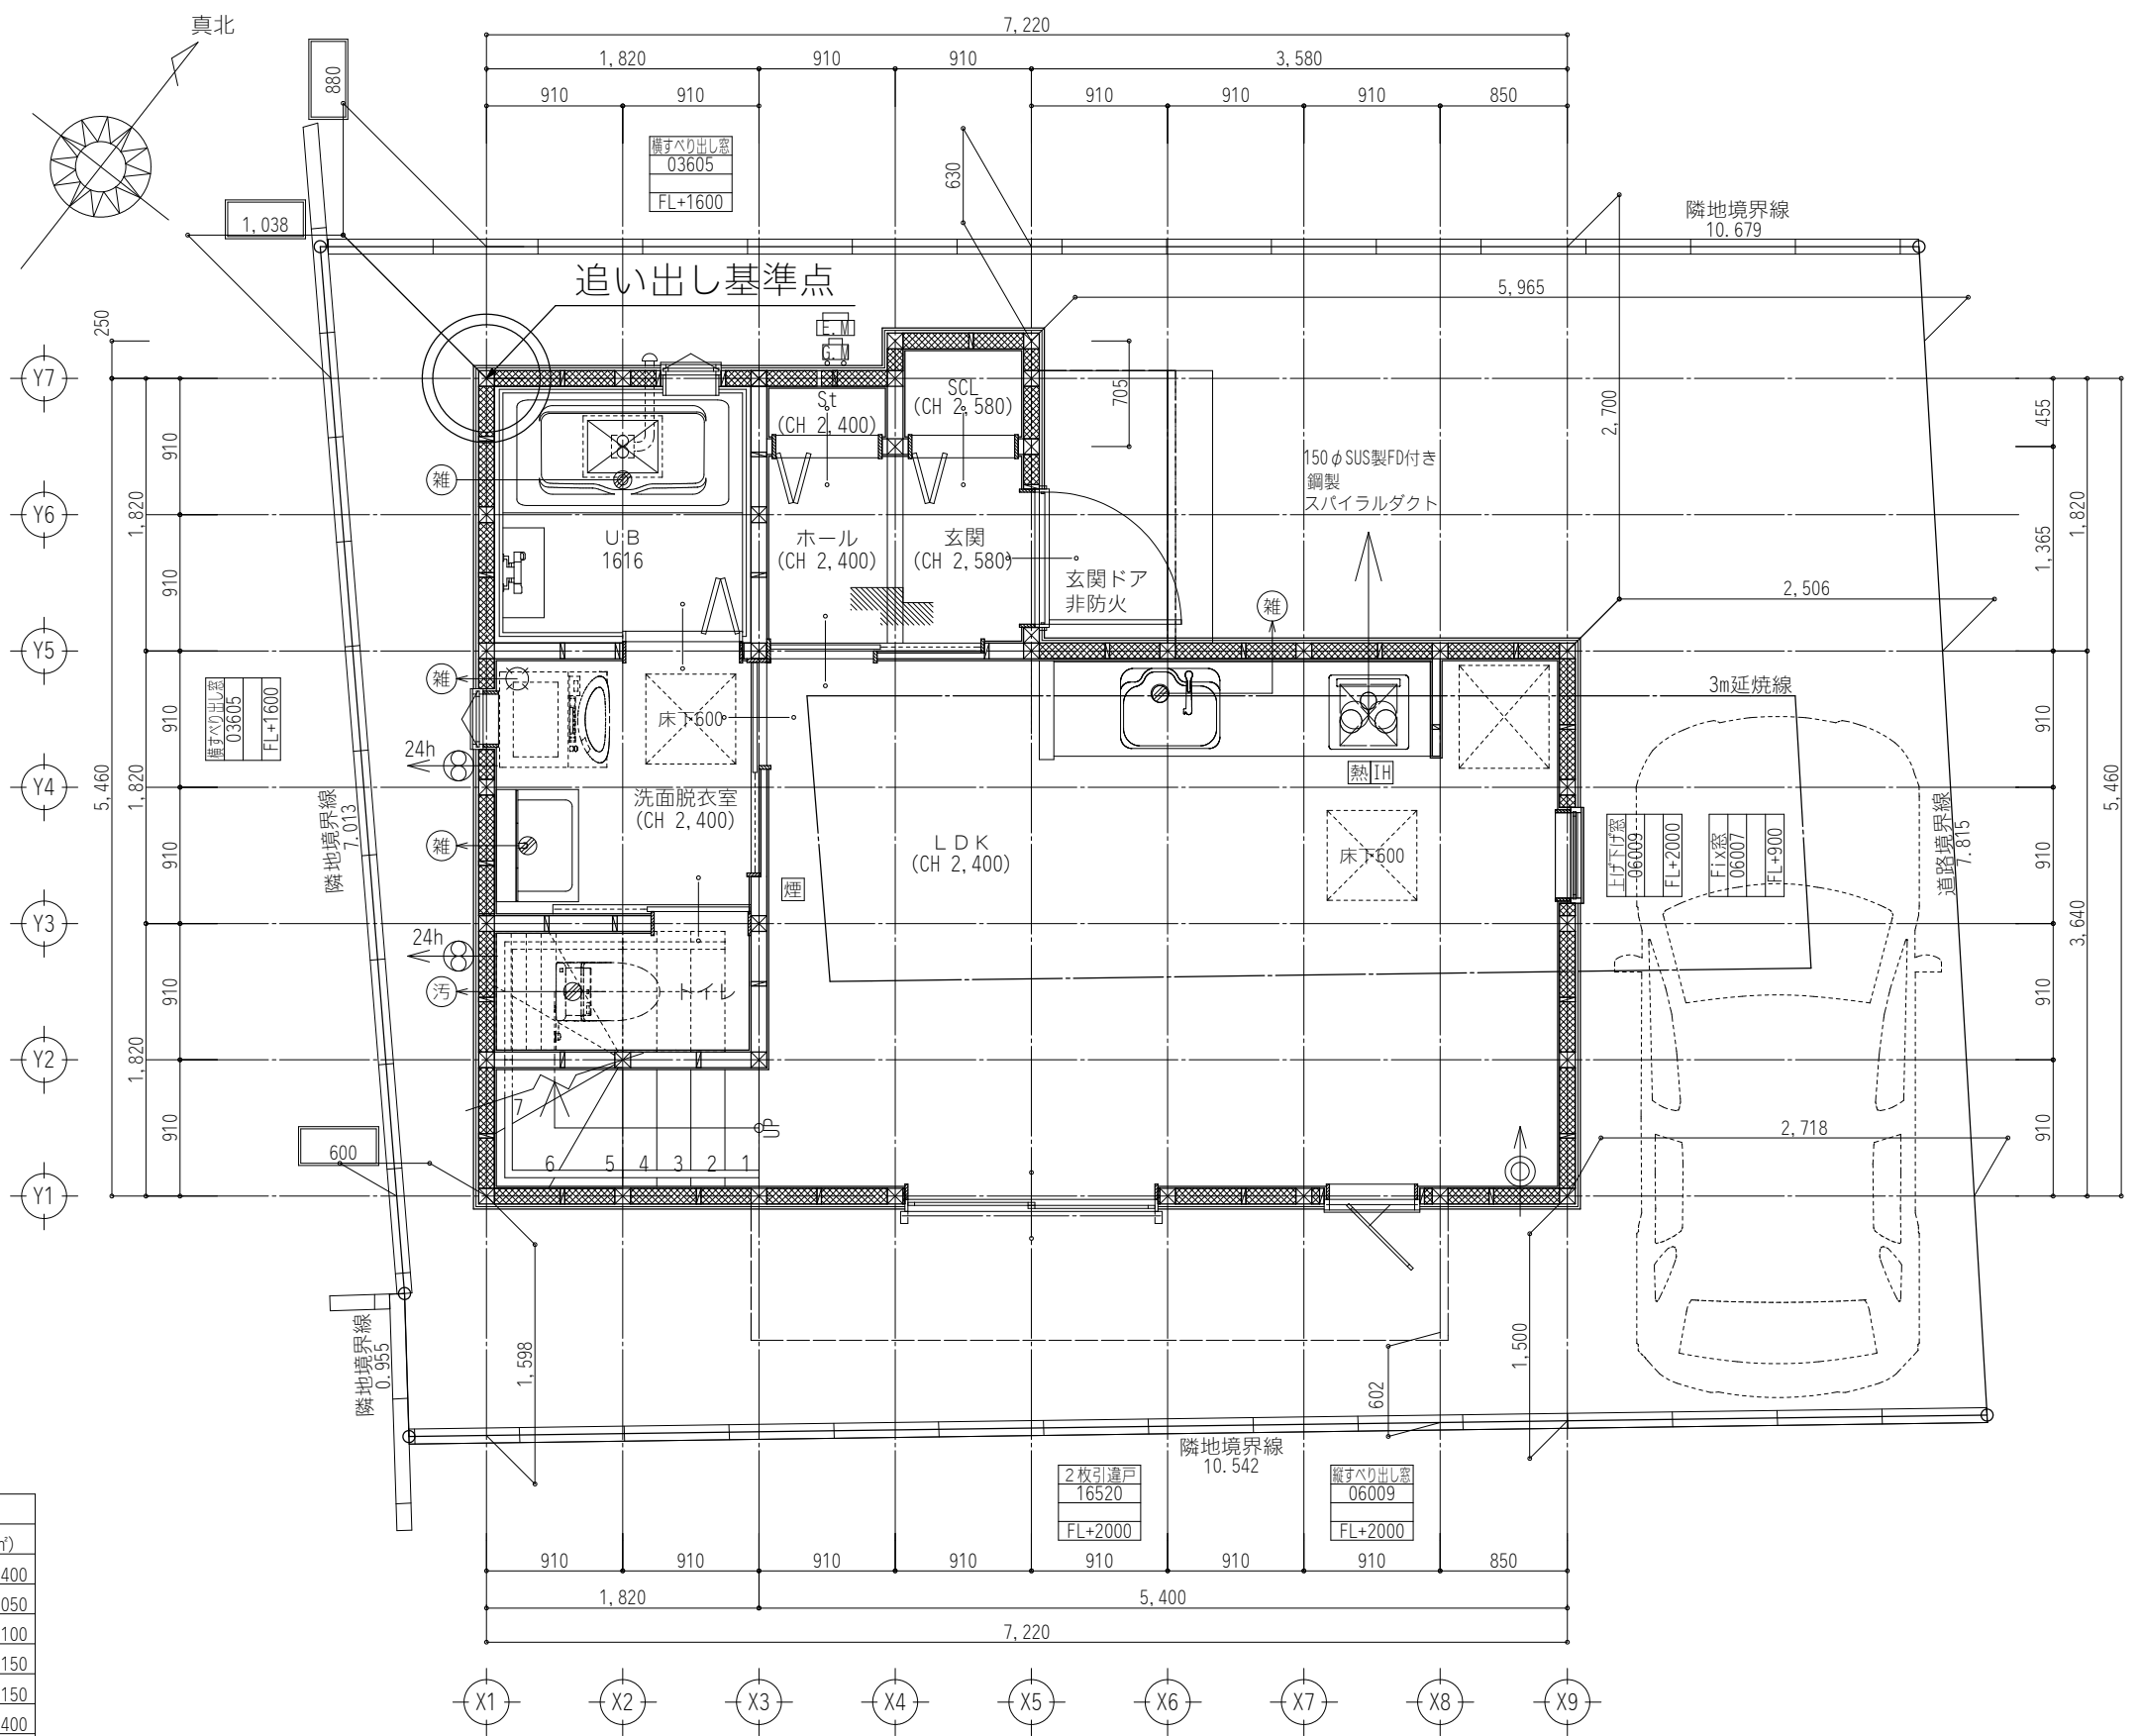 真北
7,220
1,820
910
910
3,580
910
910
910
910
910
850
880
横すべり出し窓
03605
FL+1600
630
1,038
隣地境界線
10.679
追い出し基準点
5,965
250
E.M
G.M
Y7
St
(CH 2,400)
SCL
(CH 2,580)
705
2,700
455
910
雑
150φSUS製FD付き
鋼製
スパイラルダクト
1,820
Y6
1,820
UB
1616
ホール
(CH 2,400)
玄関
(CH 2,580)
1,365
910
玄関ドア
非防火
雑
2,506
Y5
横すべり出し窓
03605
FL+1600
雑
床下600
3m延焼線
910
910
24h
熱
IH
5,460
1,820
Y4
5,460
隣地境界線
7.013
洗面脱衣室
(CH 2,400)
LDK
(CH 2,400)
床下600
上げ下げ窓
06009
FL+2000
Fix窓
06007
FL+900
道路境界線
7.815
910
雑
煙
910
Y3
24h
3,640
910
汚
トイレ
910
Y2
1,820
7
UP
910
2,718
910
600
6
5
4
3
2
1
Y1
隣地境界線
0.955
1,598
602
1,500
隣地境界線
10.542
2枚引違戸
16520
FL+2000
縦すべり出し窓
06009
FL+2000
㎡)
400
050
100
150
150
400
910
910
910
910
910
910
910
850
1,820
5,400
7,220
X1
X2
X3
X4
X5
X6
X7
X8
X9